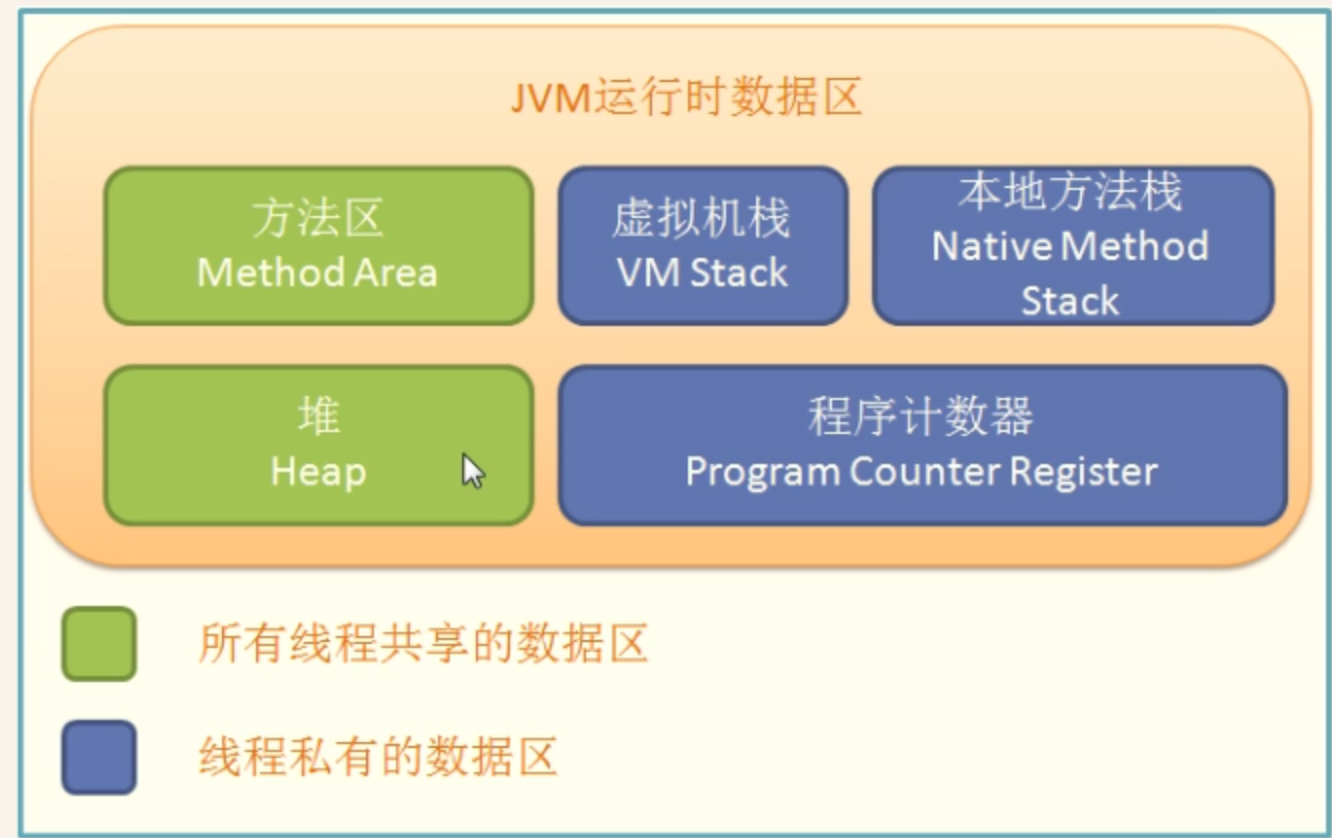 JVM运行时数据区
方法区
Method Area
虚拟机栈
VM Stack
本地方法栈
Native Method
Stack
堆
Heap
程序计数器
Program Counter Register
所有线程共享的数据区
线程私有的数据区